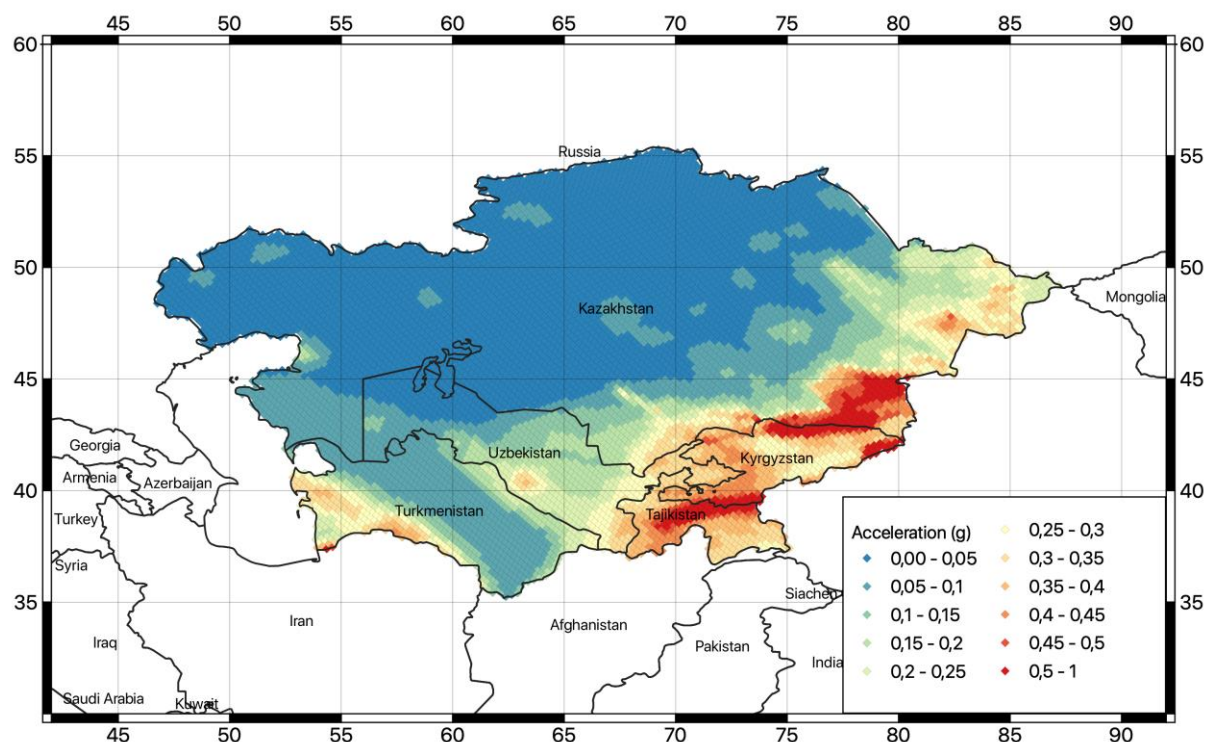 45 50 55 60 65 70 75 80 85 90
60 60
Russia
55 55
50 50
Mongolia
Kazakhstan
45 45
Georgia
Uzbekistan
Kyrgyzstan
Armenia
Azerbaijan
40 40
Turkey
Turkmenistan
Tajikistan
Acceleration (g)
0,00 - 0,05
0,05 - 0,1
0,1 - 0,15
0,15 - 0,2
0,2 - 0,25
0,25 - 0,3
0,3 - 0,35
0,35 - 0,4
0,4 - 0,45
0,45 - 0,5
0,5 - 1
Syria
35 35
Siachen
Iran
Afghanistan
Iraq
Pakistan
India
Saudi Arabia
Kuwait
45 50 55 60 65 70 75 80 85 90